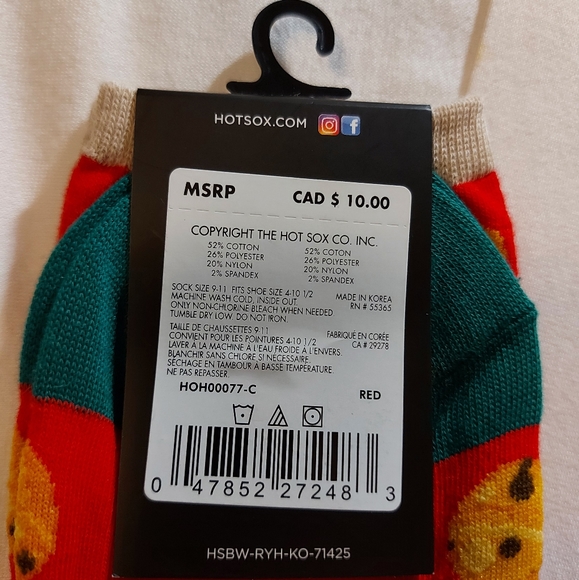 HOTSOX.COM
MSRP CAD $ 10.00
COPYRIGHT THE HOT SOX CO. INC.
52% COTTON 52% COTTON
26% POLYESTER 26% POLYESTER
20% NYLON 20% NYLON
2% SPANDEX 2% SPANDEX
SOCK SIZE 9-11 FITS SHOE SIZE 4-10 1/2 MADE IN KOREA
MACHINE WASH COLD, INSIDE OUT. RN # 55365
ONLY NON-CHLORINE BLEACH WHEN NEEDED
TUMBLE DRY LOW. DO NOT IRON.
TAILLE DE CHAUSSETTES 9-11 FABRIQUÉ EN CORÉE
CONVIENT POUR LES POINTURES 4-10 1/2 CA # 29278
LAVER A LA MACHINE À L'EAU FROIDE À L'ENVERS.
BLANCHIR SANS CHLORE SI NÉCESSAIRE.
SÉCHAGE EN TAMBOUR A BASSE TEMPÉRATURE
NE PAS REPASSER
HOH00077-C RED
0 47852 27248 3
HSBW-RYH-KO-71425